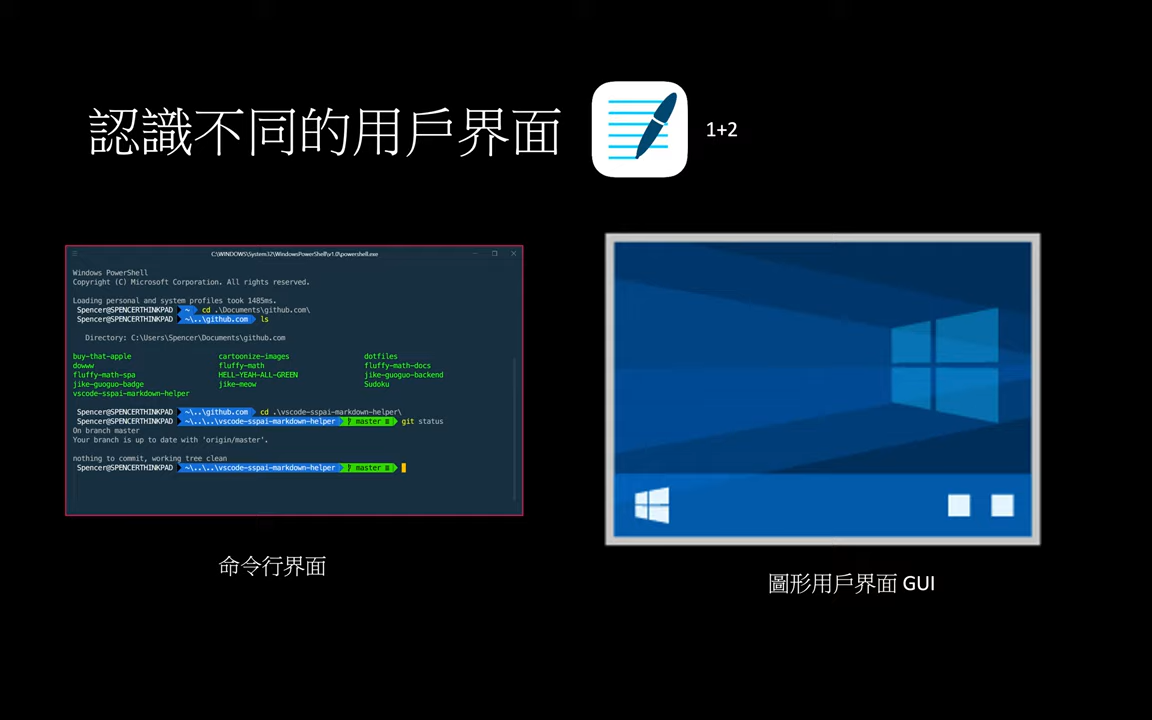 認識不同的用戶界面
1+2
C:\WINDOWS\System32\WindowsPowerShell\v1.0\powershell.exe
Windows PowerShell
Copyright (C) Microsoft Corporation. All rights reserved.
Loading personal and system profiles took 1485ms.
Spencer@SPENCERTHINKPAD ~ cd .\Documents\github.com\
Spencer@SPENCERTHINKPAD ~\..\github.com ls
Directory: C:\Users\Spencer\Documents\github.com
buy-that-apple cartoonize-images dotfiles
dowww fluffy-math fluffy-math-docs
fluffy-math-spa HELL-YEAH-ALL-GREEN jike-guoguo-backend
jike-guoguo-badge jike-meow Sudoku
vscode-sspai-markdown-helper
Spencer@SPENCERTHINKPAD ~\..\github.com cd .\vscode-sspai-markdown-helper\
Spencer@SPENCERTHINKPAD ~\..\..\vscode-sspai-markdown-helper master ≡ git status
On branch master
Your branch is up to date with 'origin/master'.
nothing to commit, working tree clean
Spencer@SPENCERTHINKPAD ~\..\..\vscode-sspai-markdown-helper master ≡
命令行界面
圖形用戶界面 GUI